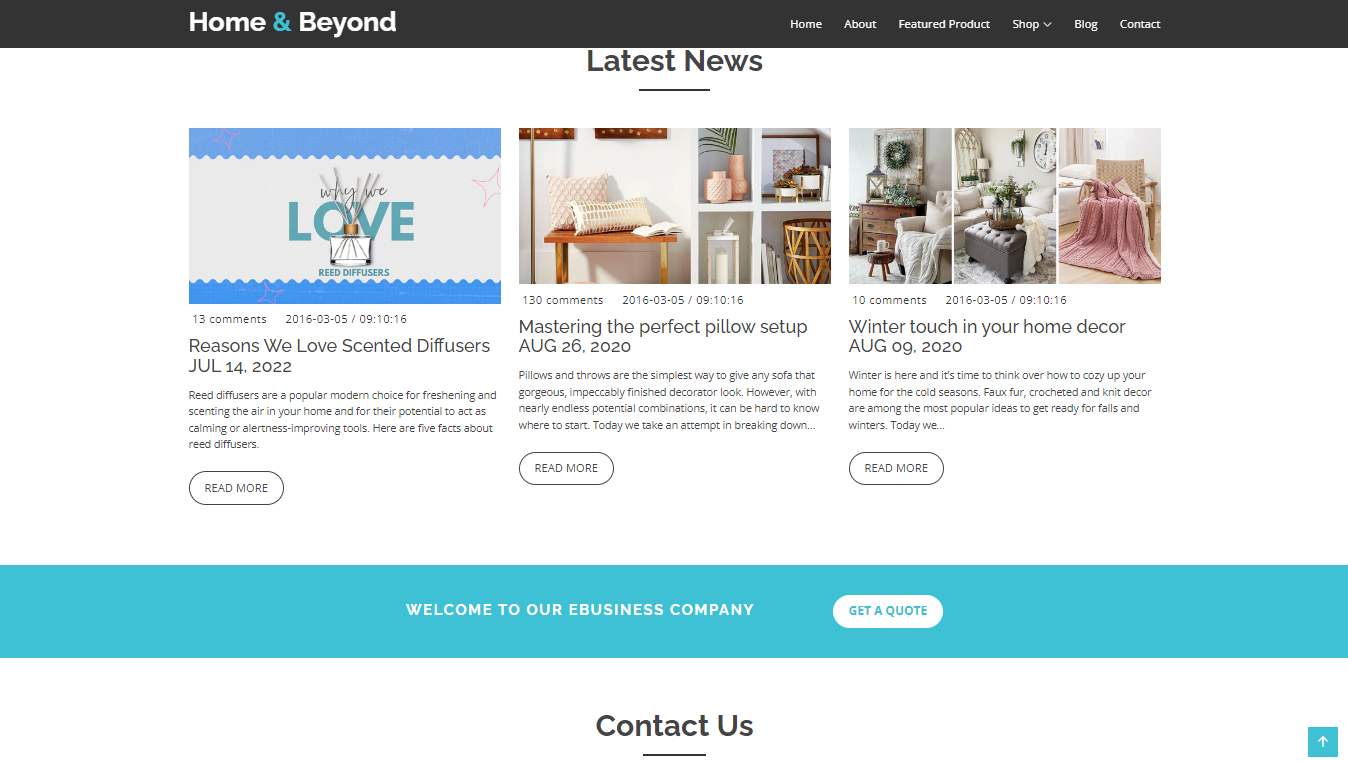 Home & Beyond
Home About Featured Product Shop Blog Contact
Latest News
why we
LOVE
REED DIFFUSERS
13 comments 2016-03-05 / 09:10:16
Reasons We Love Scented Diffusers
JUL 14, 2022
Reed diffusers are a popular modern choice for freshening and
scenting the air in your home and for their potential to act as
calming or alertness-improving tools. Here are five facts about
reed diffusers.
READ MORE
130 comments 2016-03-05 / 09:10:16
Mastering the perfect pillow setup
AUG 26, 2020
Pillows and throws are the simplest way to give any sofa that
gorgeous, impeccably finished decorator look. However, with
nearly endless potential combinations, it can be hard to know
where to start. Today we take an attempt in breaking down...
READ MORE
10 comments 2016-03-05 / 09:10:16
Winter touch in your home decor
AUG 09, 2020
Winter is here and it's time to think over how to cozy up your
home for the cold seasons. Faux fur, crocheted and knit decor
are among the most popular ideas to get ready for falls and
winters. Today we...
READ MORE
WELCOME TO OUR EBUSINESS COMPANY
GET A QUOTE
Contact Us